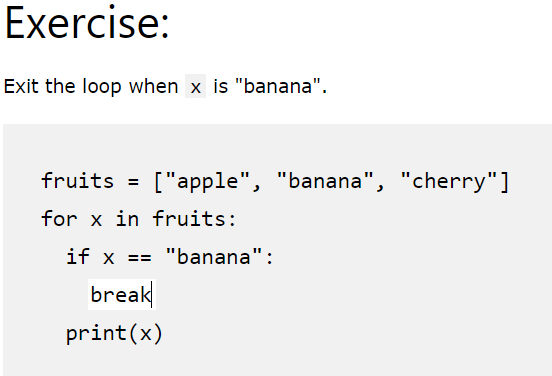 Exercise:
Exit the loop when x is "banana".
fruits = ["apple", "banana", "cherry"]
for x in fruits:
  if x == "banana":
    break
  print(x)